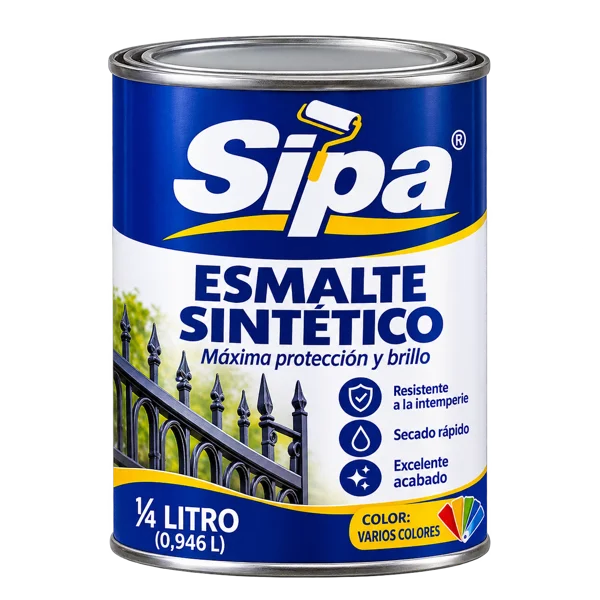 Sipa®
ESMALTE
SINTÉTICO
Máxima protección y brillo
Resistente
a la intemperie
Secado rápido
Excelente
acabado
¼ LITRO
(0,946 L)
COLOR:
VARIOS COLORES